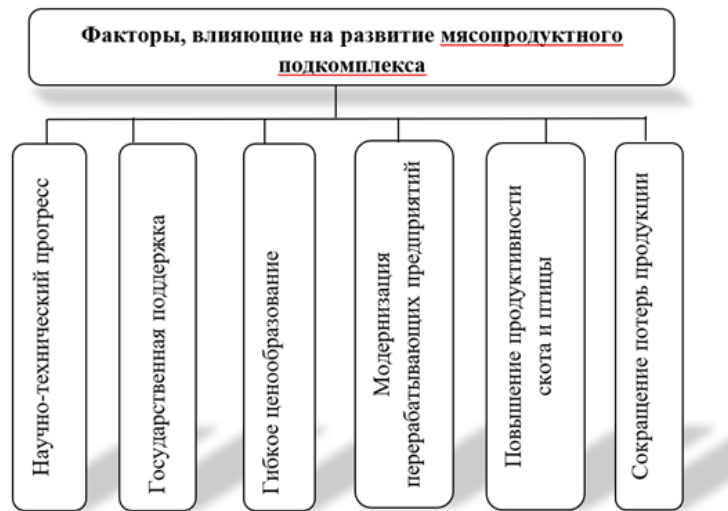 Факторы, влияющие на развитие мясопродуктного
подкомплекса
Научно-технический прогресс
Государственная поддержка
Гибкое ценообразование
Модернизация
перерабатывающих предприятий
Повышение продуктивности
скота и птицы
Сокращение потерь продукции